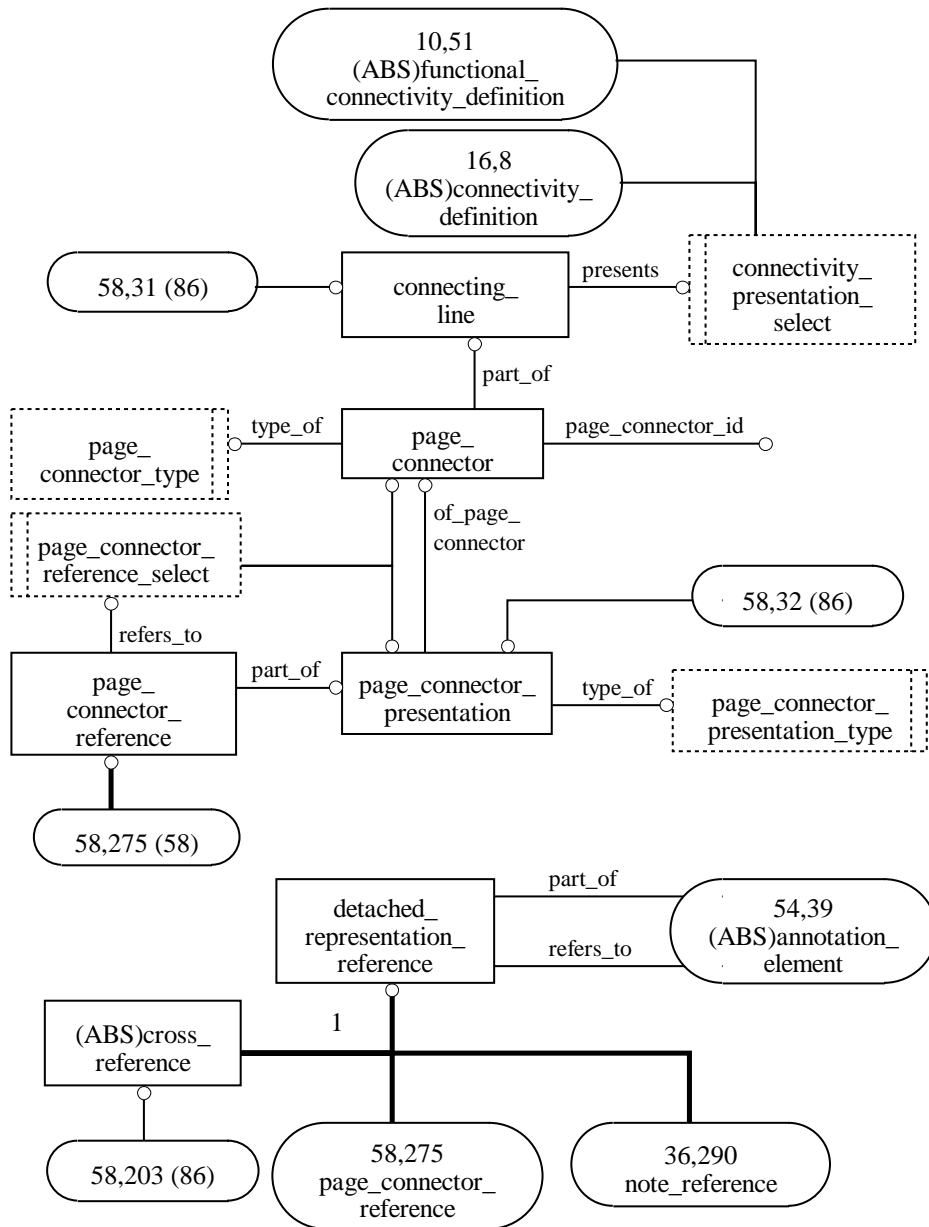 10,51
(ABS)functional_
connectivity_definition
16,8
(ABS)connectivity_
definition
58,31 (86)
connecting_
line
presents
connectivity_
presentation_
select
part_of
page_
connector_type
type_of
page_
connector
page_connector_id
page_connector_
reference_select
of_page_
connector
58,32 (86)
refers_to
page_
connector_
reference
part_of
page_connector_
presentation
type_of
page_connector_
presentation_type
58,275 (58)
detached_
representation_
reference
part_of
refers_to
54,39
(ABS)annotation_
element
(ABS)cross_
reference
1
58,203 (86)
58,275
page_connector_
reference
36,290
note_reference